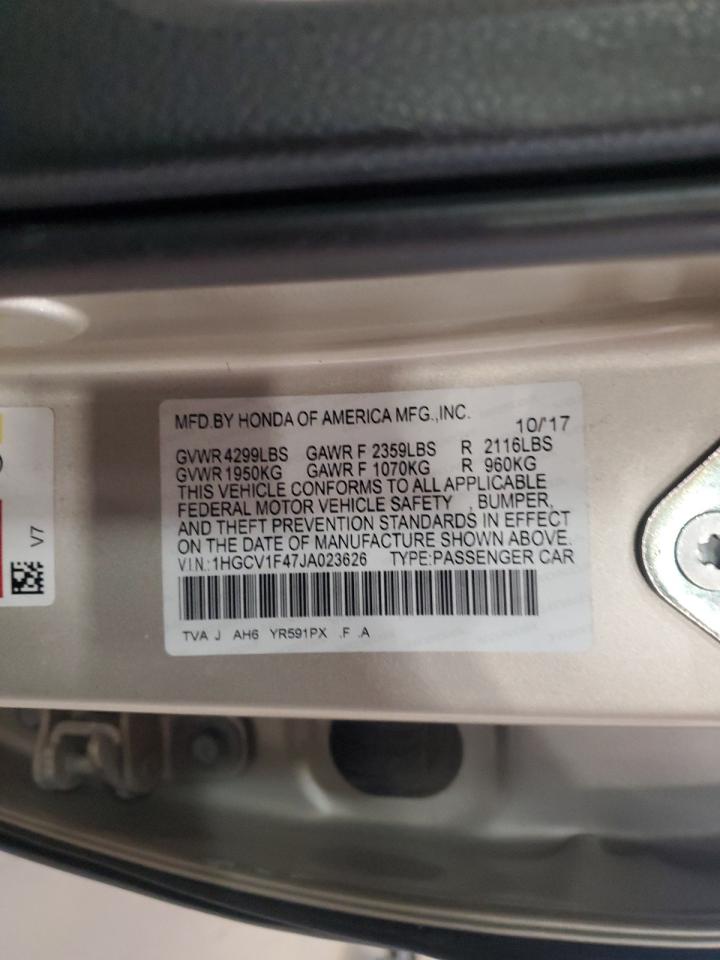 MFD.BY HONDA OF AMERICA MFG.,INC.
10/'17
GVWR 4299LBS GAWR F 2359LBS R 2116LBS
GVWR 1950KG GAWR F 1070KG R 960KG
THIS VEHICLE CONFORMS TO ALL APPLICABLE
FEDERAL MOTOR VEHICLE SAFETY , BUMPER,
AND THEFT PREVENTION STANDARDS IN EFFECT
ON THE DATE OF MANUFACTURE SHOWN ABOVE.
V.I.N.:1HGCV1F47JA023626 TYPE:PASSENGER CAR
TVA J AH6 YR591PX .F .A
V7